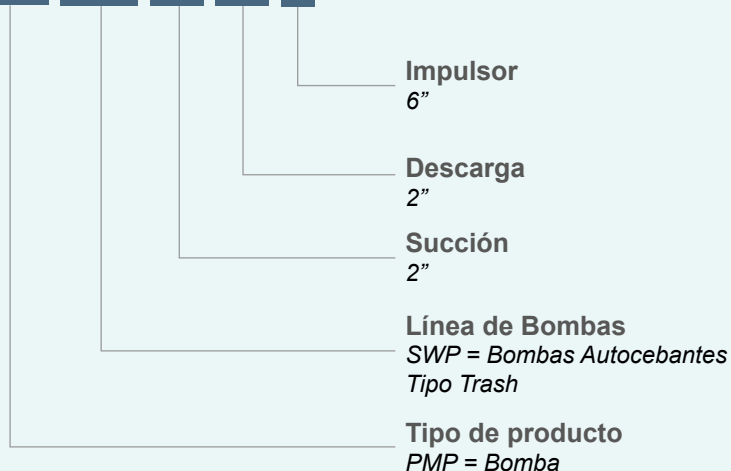 Impulsor
6”
Descarga
2”
Succión
2”
Línea de Bombas
SWP = Bombas Autocebantes
Tipo Trash
Tipo de producto
PMP = Bomba